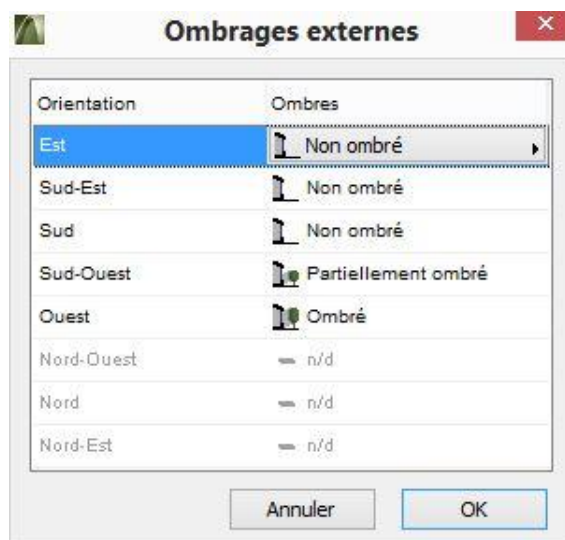 Ombrages externes
Orientation Ombres
Est Non ombré
Sud-Est Non ombré
Sud Non ombré
Sud-Ouest Partiellement ombré
Ouest Ombré
Nord-Ouest n/d
Nord n/d
Nord-Est n/d
Annuler OK